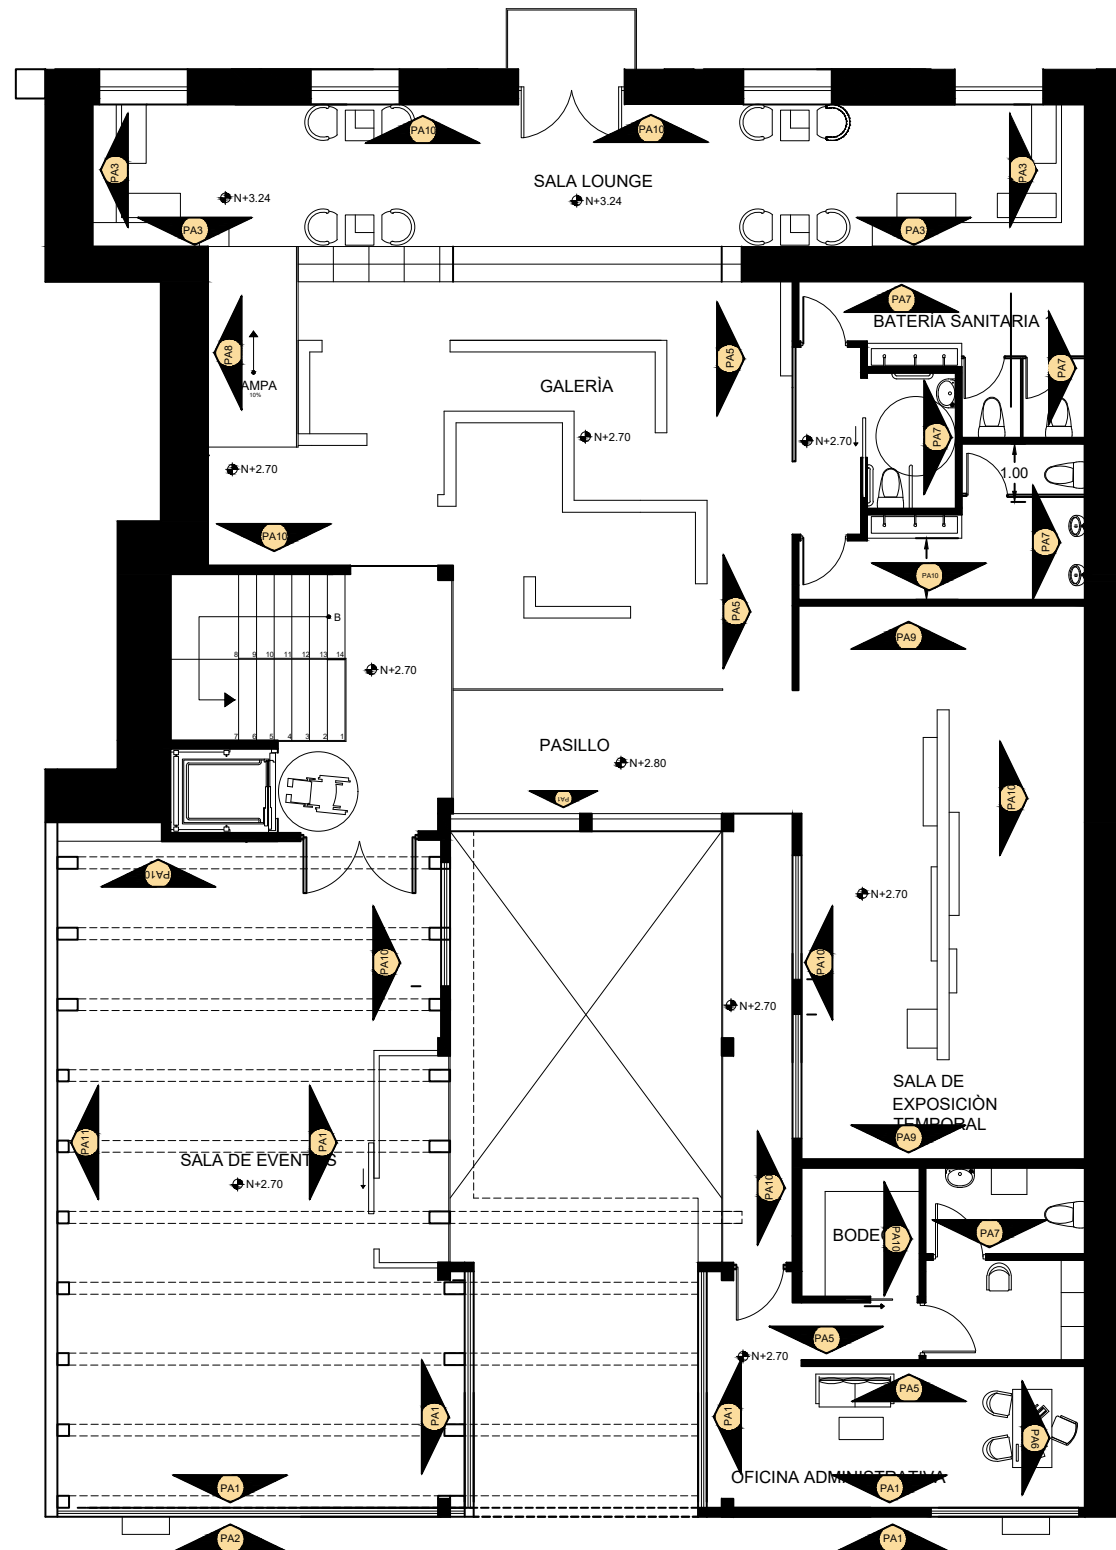 PA10
PA10
PA3
PA3
SALA LOUNGE
N+3.24
N+3.24
PA3
PA3
PA7
BATERÍA SANITARIA
PA8
PA5
PA7
AMPA
10%
GALERÌA
PA7
N+2.70
N+2.70
N+2.70
1.00
PA10
PA7
PA10
PA5
B
PA9
8 9 10 11 12 13 14
N+2.70
7 6 5 4 3 2 1
PASILLO
N+2.80
PA1
PA10
PA10
N+2.70
PA10
PA10
N+2.70
SALA DE
EXPOSICIÒN
TEMPORAL
PA11
PA1
PA9
SALA DE EVENTOS
N+2.70
PA10
BODE
PA10
PA7
PA5
N+2.70
PA5
PA1
PA1
PA6
OFICINA ADMINISTRATIVA
PA1
PA1
PA2
PA1